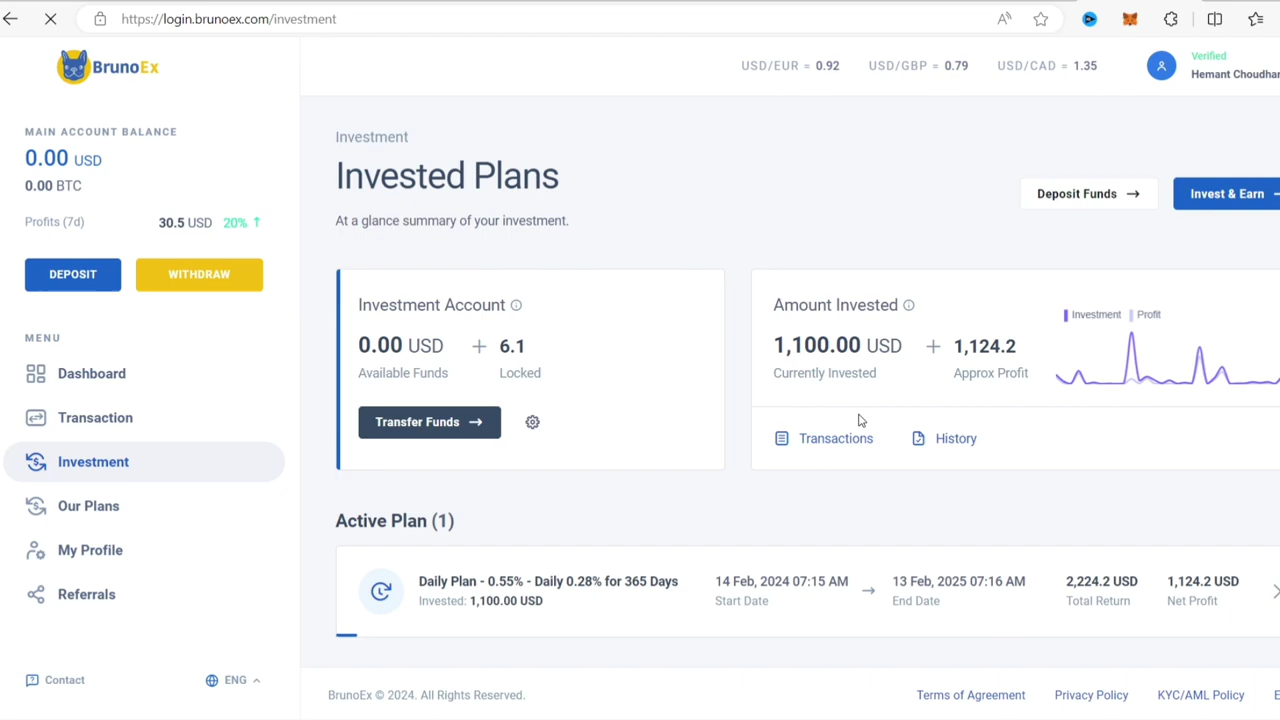 https://login.brunoex.com/investment
BrunoEx
USD/EUR = 0.92 USD/GBP = 0.79 USD/CAD = 1.35
Verified
Hemant Choudhar
MAIN ACCOUNT BALANCE
0.00 USD
0.00 BTC
Profits (7d) 30.5 USD 20% ↑
DEPOSIT WITHDRAW
MENU
Dashboard
Transaction
Investment
Our Plans
My Profile
Referrals
Contact ENG
Investment
Invested Plans
At a glance summary of your investment.
Deposit Funds → Invest & Earn →
Investment Account
0.00 USD + 6.1
Available Funds Locked
Transfer Funds →
Amount Invested
1,100.00 USD + 1,124.2
Currently Invested Approx Profit
Investment Profit
Transactions History
Active Plan (1)
Daily Plan - 0.55% - Daily 0.28% for 365 Days
Invested: 1,100.00 USD
14 Feb, 2024 07:15 AM → 13 Feb, 2025 07:16 AM
Start Date End Date
2,224.2 USD 1,124.2 USD
Total Return Net Profit
BrunoEx © 2024. All Rights Reserved.
Terms of Agreement Privacy Policy KYC/AML Policy